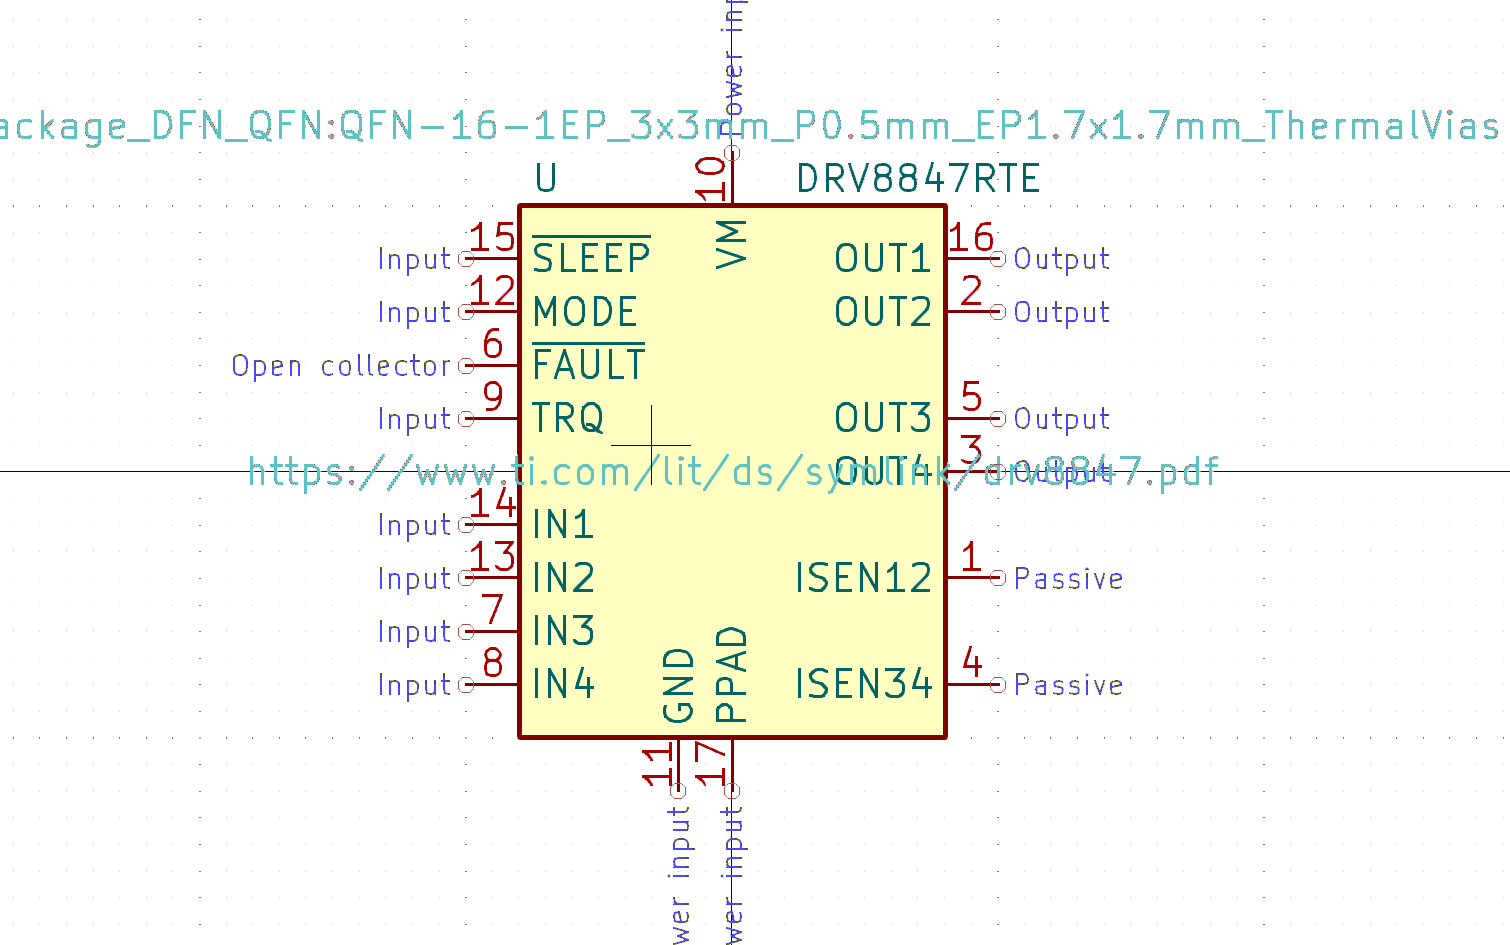 Power inp
ackage_DFN_QFN:QFN-16-1EP_3x3mm_P0.5mm_EP1.7x1.7mm_ThermalVias
U
DRV8847RTE
10
VM
Input 15 SLEEP
OUT1 16 Output
Input 12 MODE
OUT2 2 Output
Open collector 6 FAULT
Input 9 TRQ
OUT3 5 Output
OUT4 3 Output
https://www.ti.com/lit/ds/symlink/drv8847.pdf
Input 14 IN1
Input 13 IN2
ISEN12 1 Passive
Input 7 IN3
Input 8 IN4
ISEN34 4 Passive
GND
PPAD
11
17
wer input
wer input